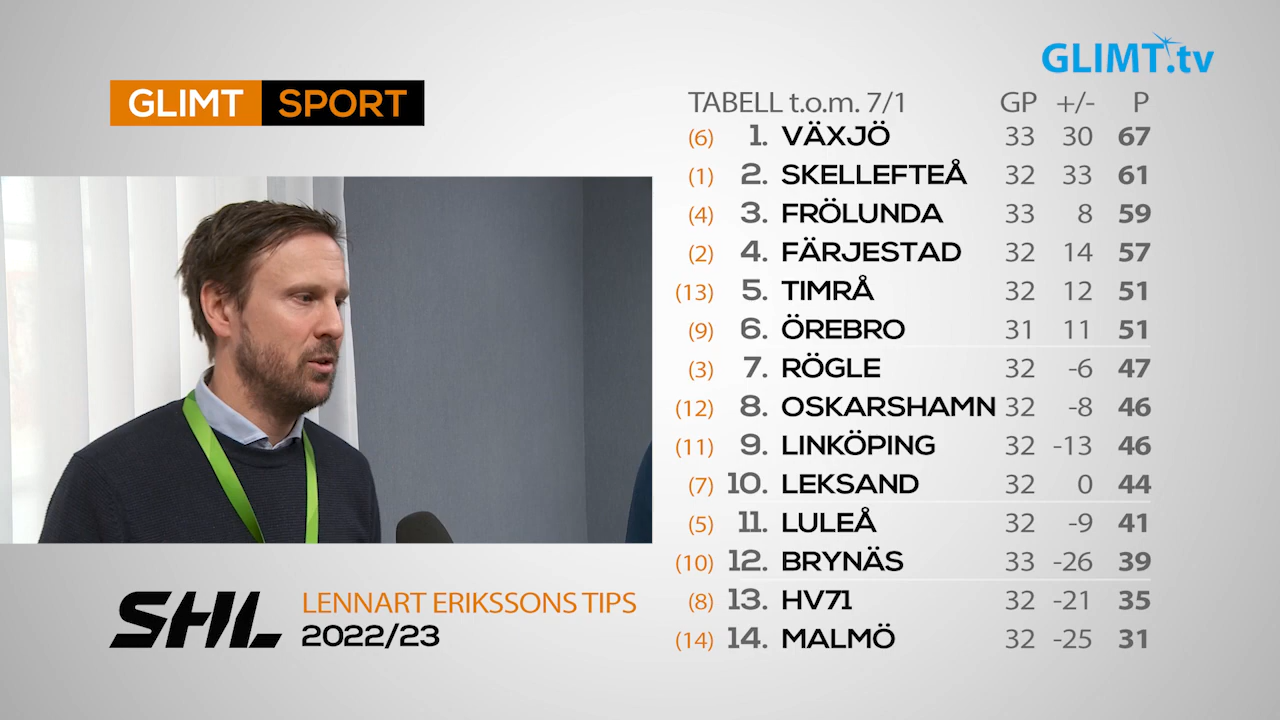 GLIMT.tv
GLIMT SPORT
TABELL t.o.m. 7/1 GP +/- P
(6) 1. VÄXJÖ 33 30 67
(1) 2. SKELLEFTEÅ 32 33 61
(4) 3. FRÖLUNDA 33 8 59
(2) 4. FÄRJESTAD 32 14 57
(13) 5. TIMRÅ 32 12 51
(9) 6. ÖREBRO 31 11 51
(3) 7. RÖGLE 32 -6 47
(12) 8. OSKARSHAMN 32 -8 46
(11) 9. LINKÖPING 32 -13 46
(7) 10. LEKSAND 32 0 44
(5) 11. LULEÅ 32 -9 41
(10) 12. BRYNÄS 33 -26 39
(8) 13. HV71 32 -21 35
(14) 14. MALMÖ 32 -25 31
SHL
LENNART ERIKSSONS TIPS
2022/23